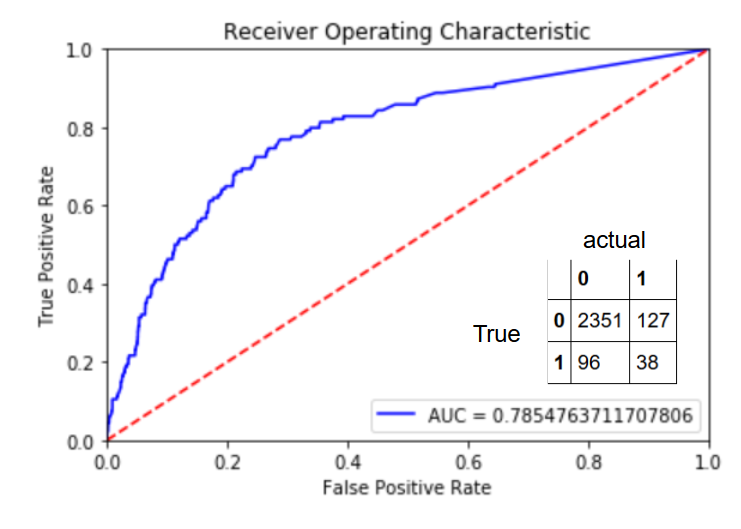 Receiver Operating Characteristic
1.0
0.8
0.6
0.4
0.2
0.0
True Positive Rate
actual
0 1
True
0 2351 127
1 96 38
AUC = 0.7854763711707806
0.0 0.2 0.4 0.6 0.8 1.0
False Positive Rate